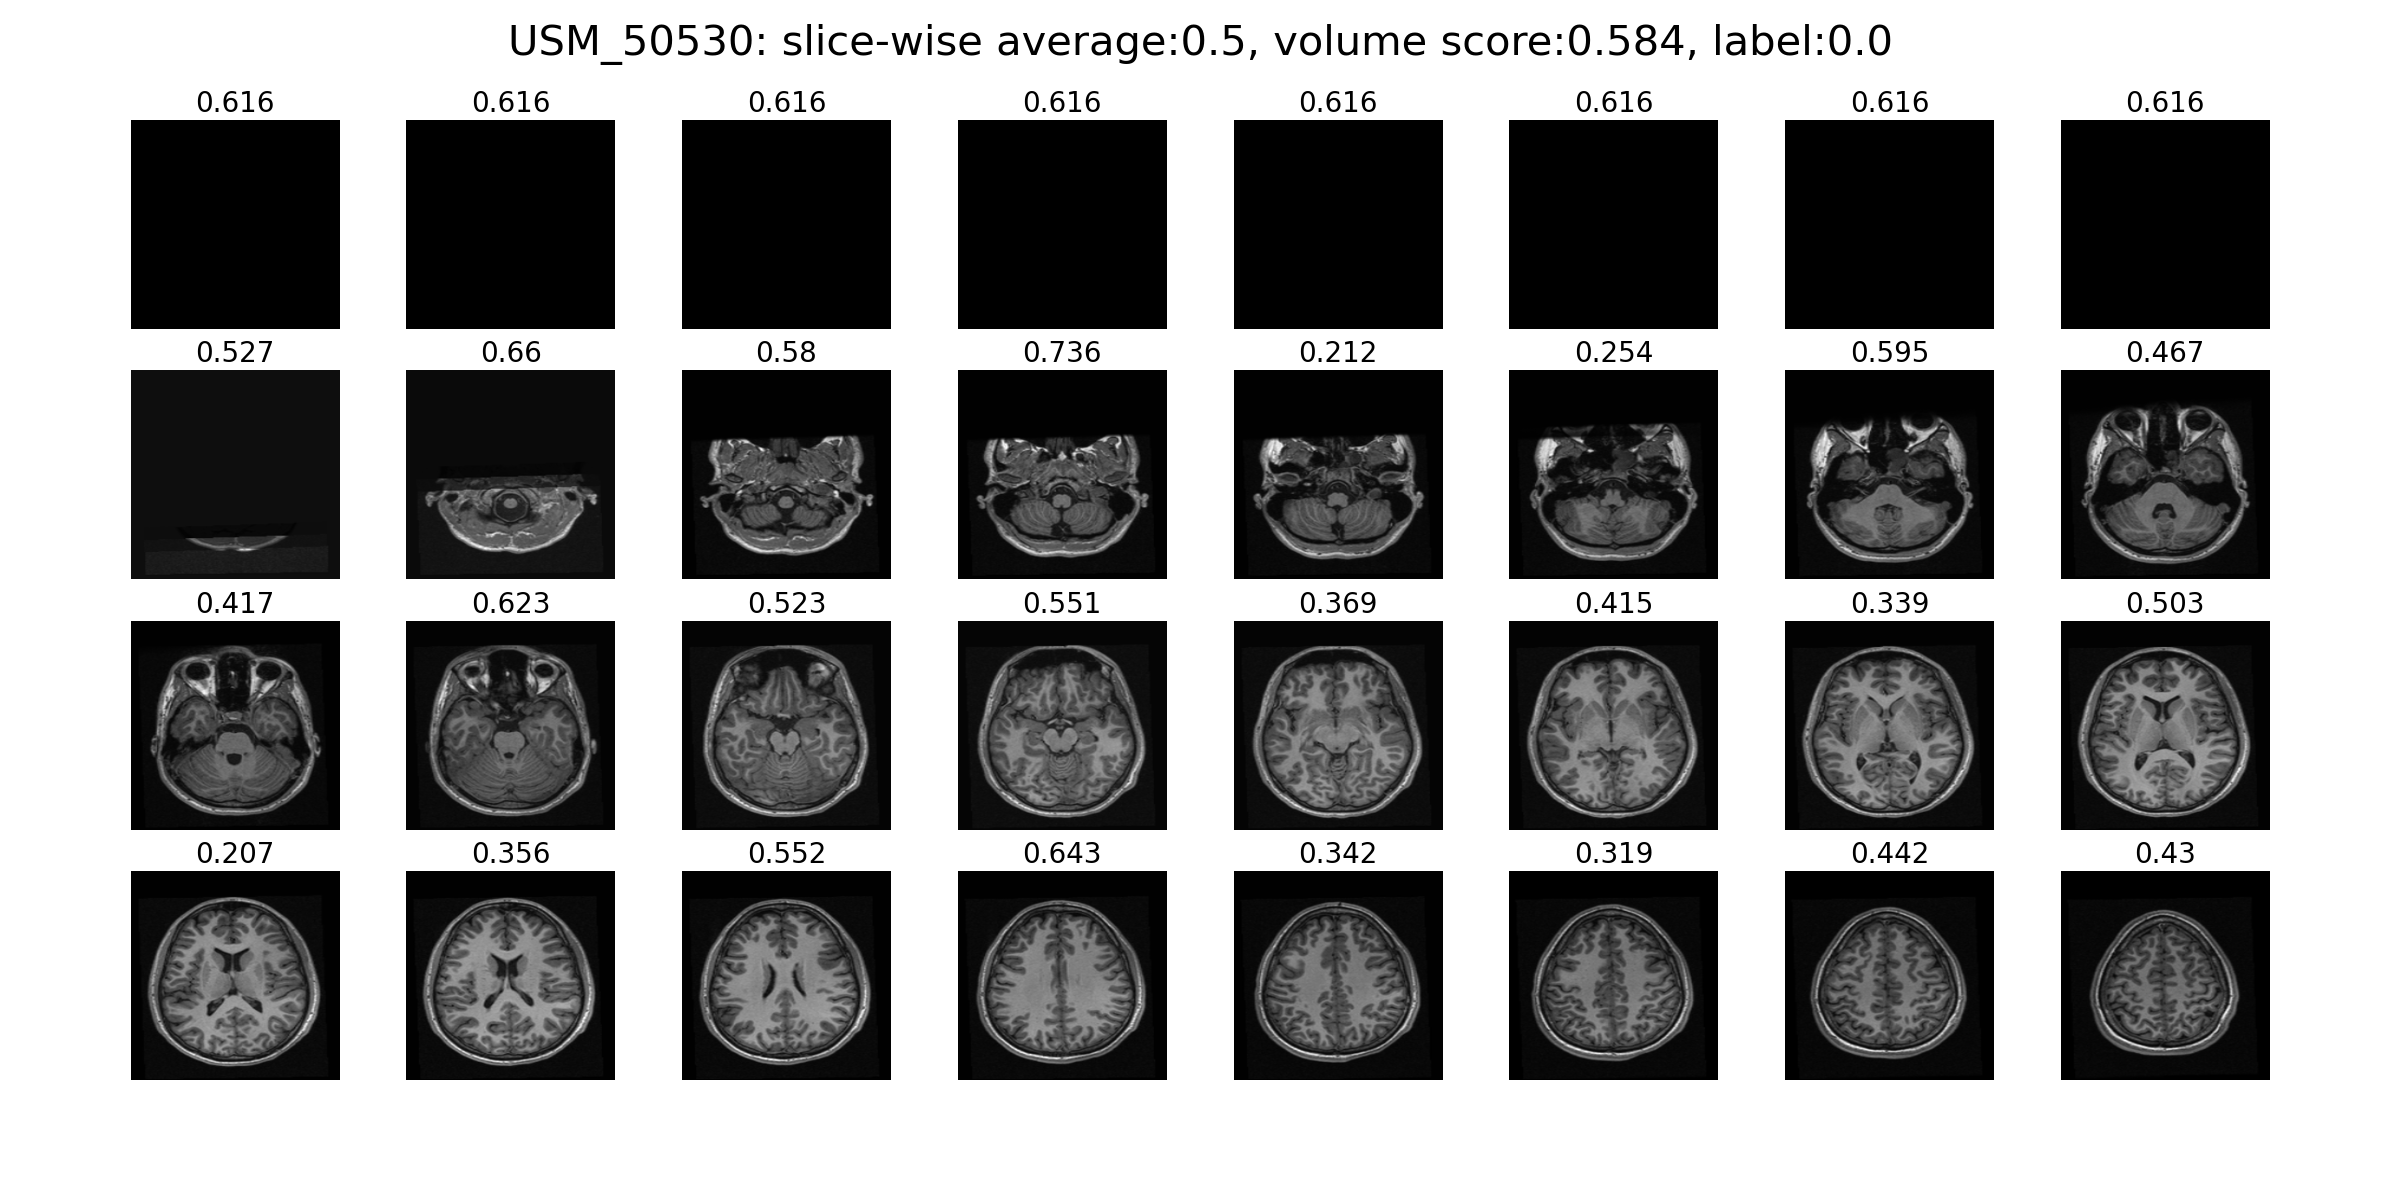 USM_50530: slice-wise average:0.5, volume score:0.584, label:0.0
0.616 0.616 0.616 0.616 0.616 0.616 0.616 0.616
0.527 0.66 0.58 0.736 0.212 0.254 0.595 0.467
0.417 0.623 0.523 0.551 0.369 0.415 0.339 0.503
0.207 0.356 0.552 0.643 0.342 0.319 0.442 0.43